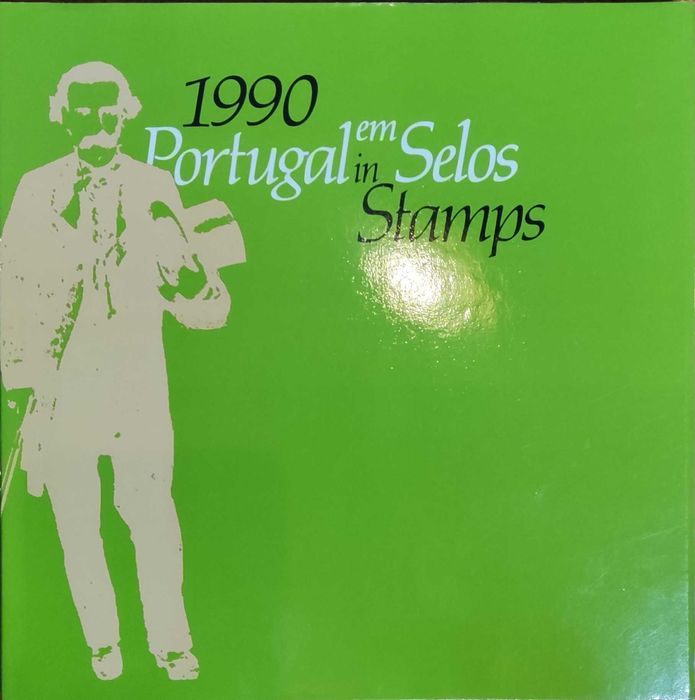 1990
Portugal em Selos
in
Stamps